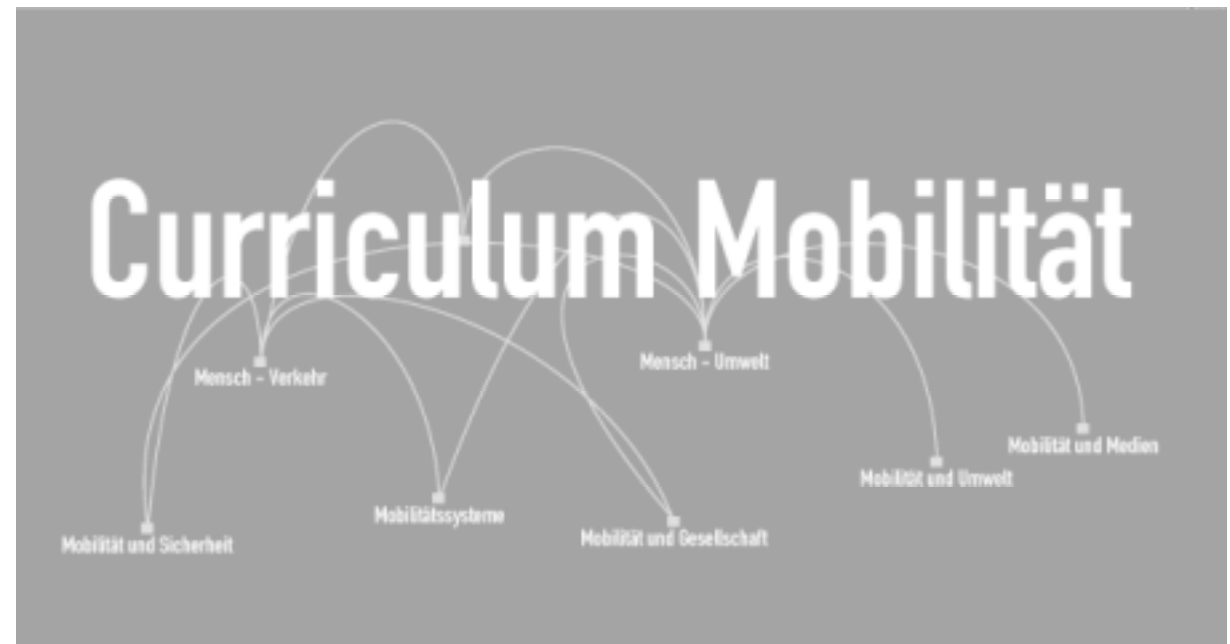 Curriculum Mobilität
Mensch – Verkehr
Mensch – Umwelt
Mobilität und Medien
Mobilität und Umwelt
Mobilitätssysteme
Mobilität und Gesellschaft
Mobilität und Sicherheit